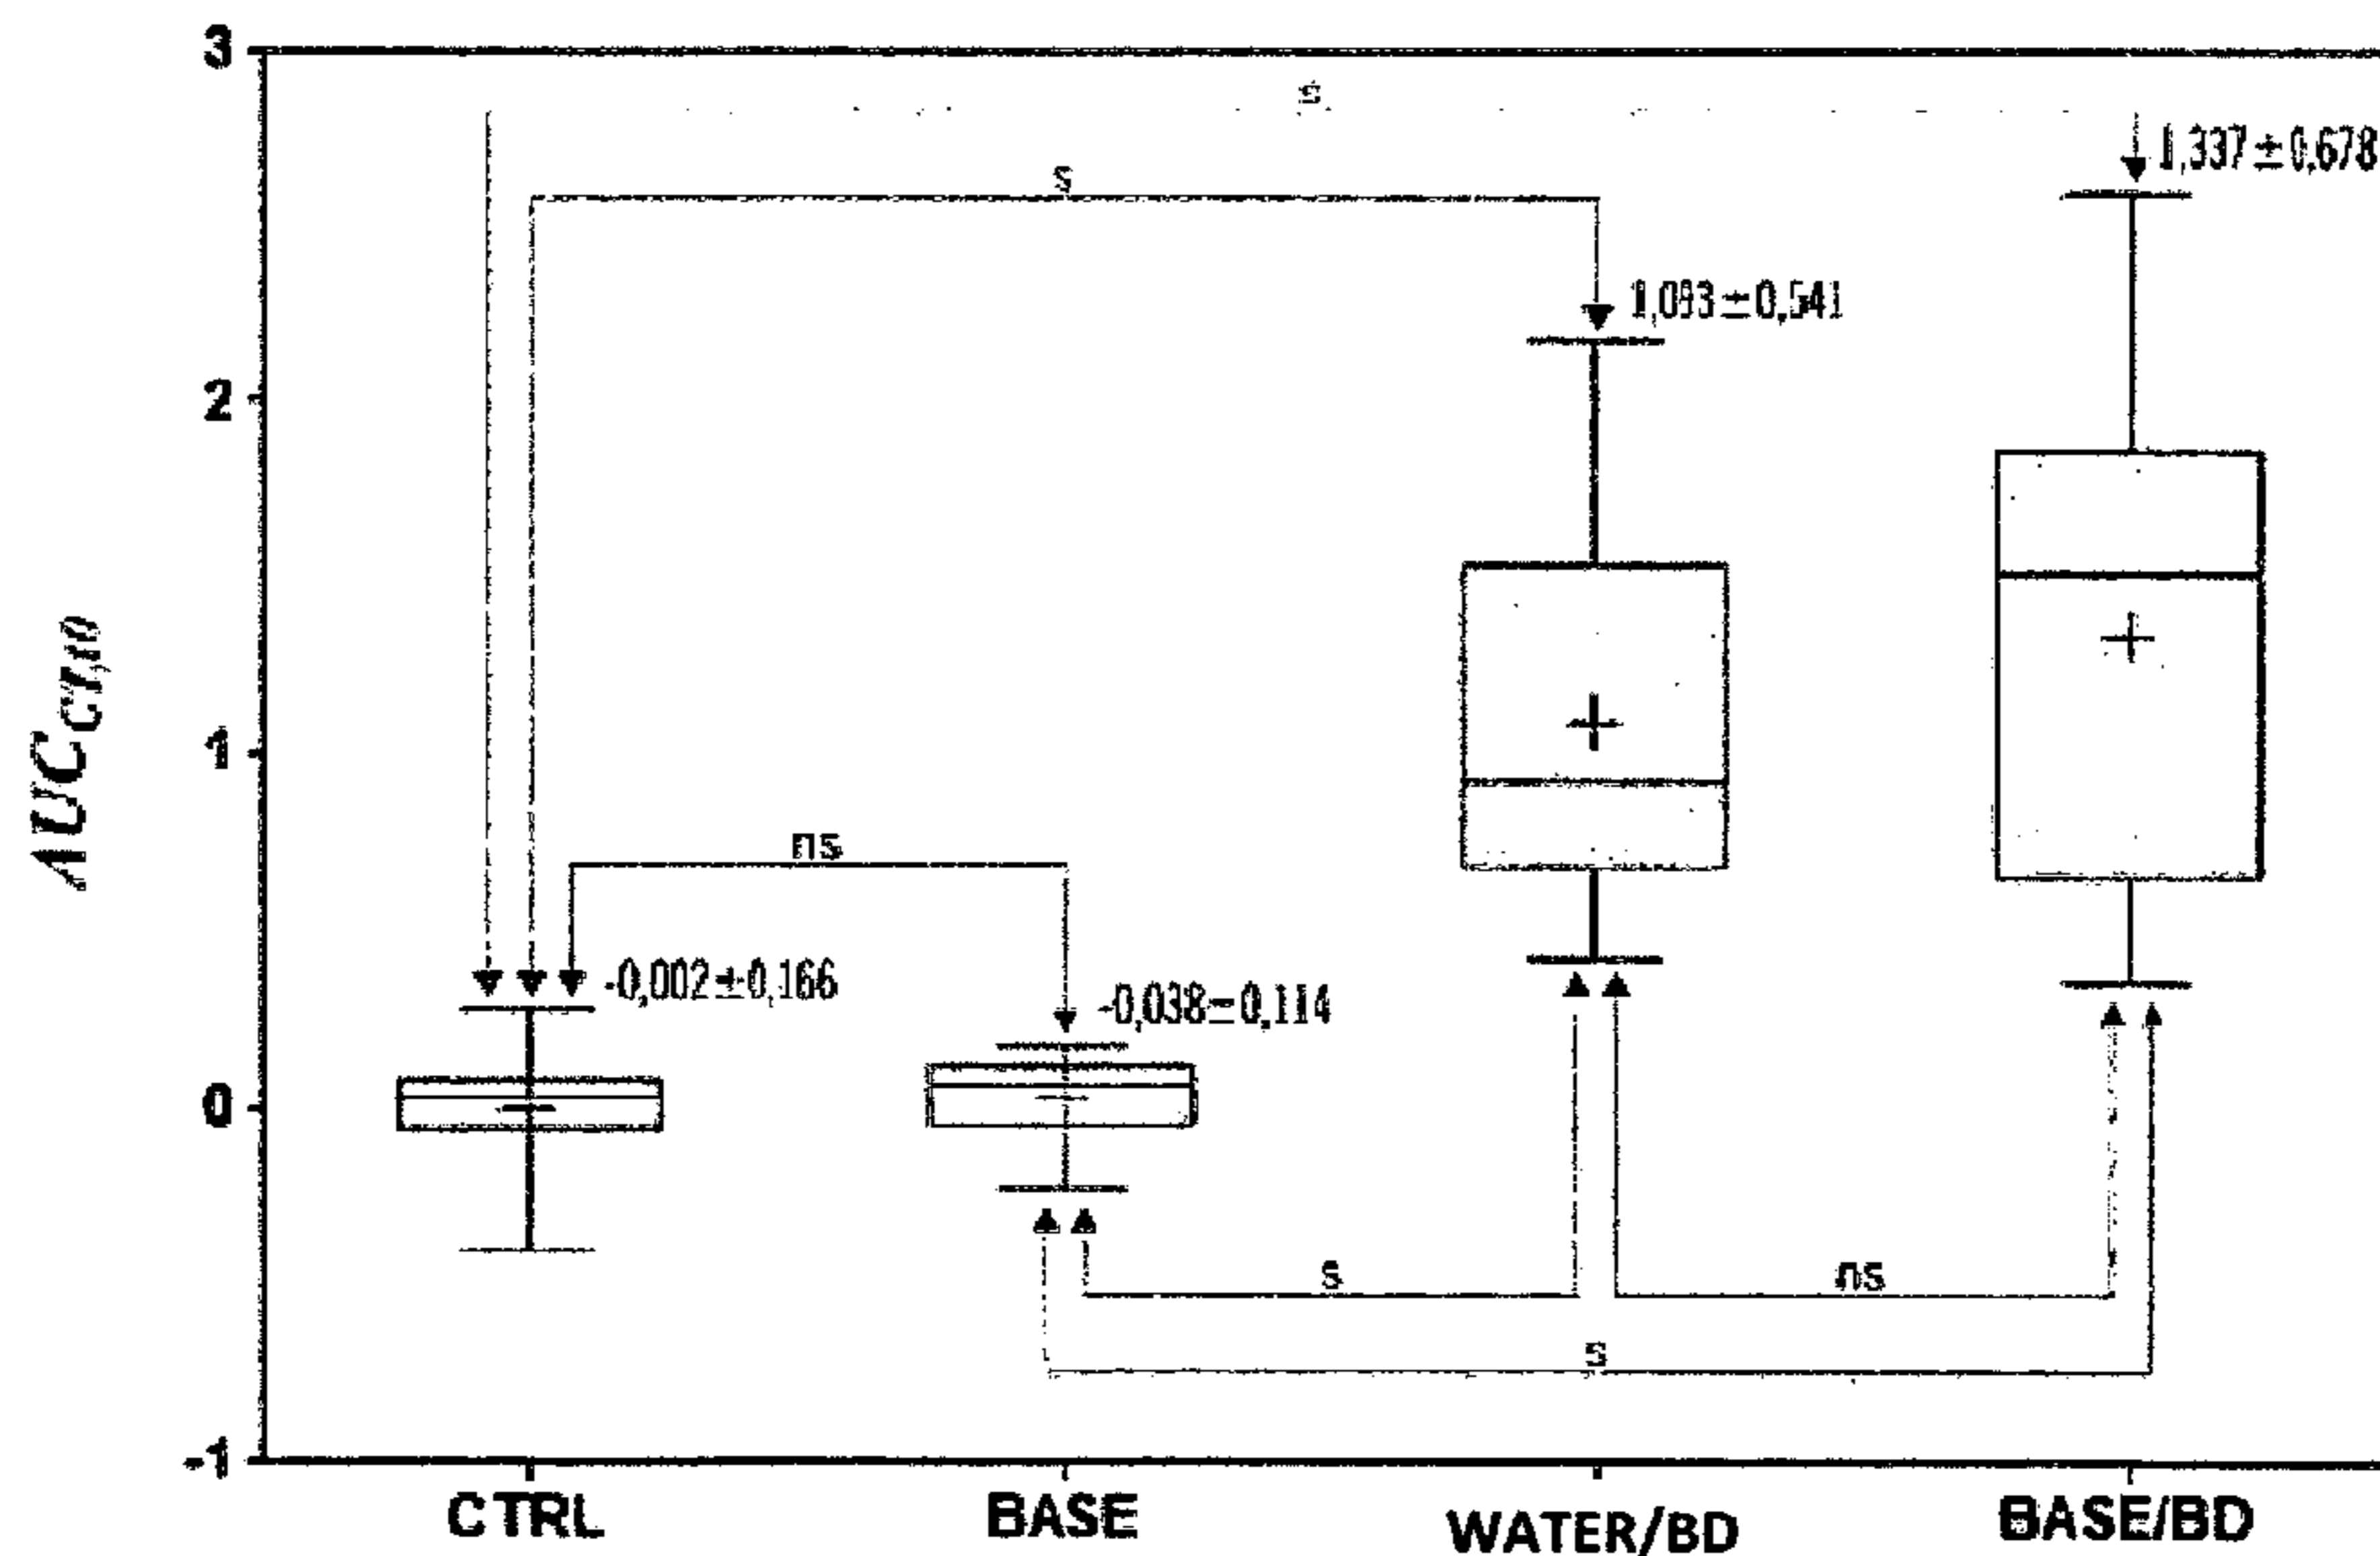 3
s
1,337±0,678
s
1,093±0,541
2
AUC
1
ns
-0,002±0,166
-0,038±0,114
0
s
ns
s
-1
CTRL
BASE
WATER/BD
BASE/BD